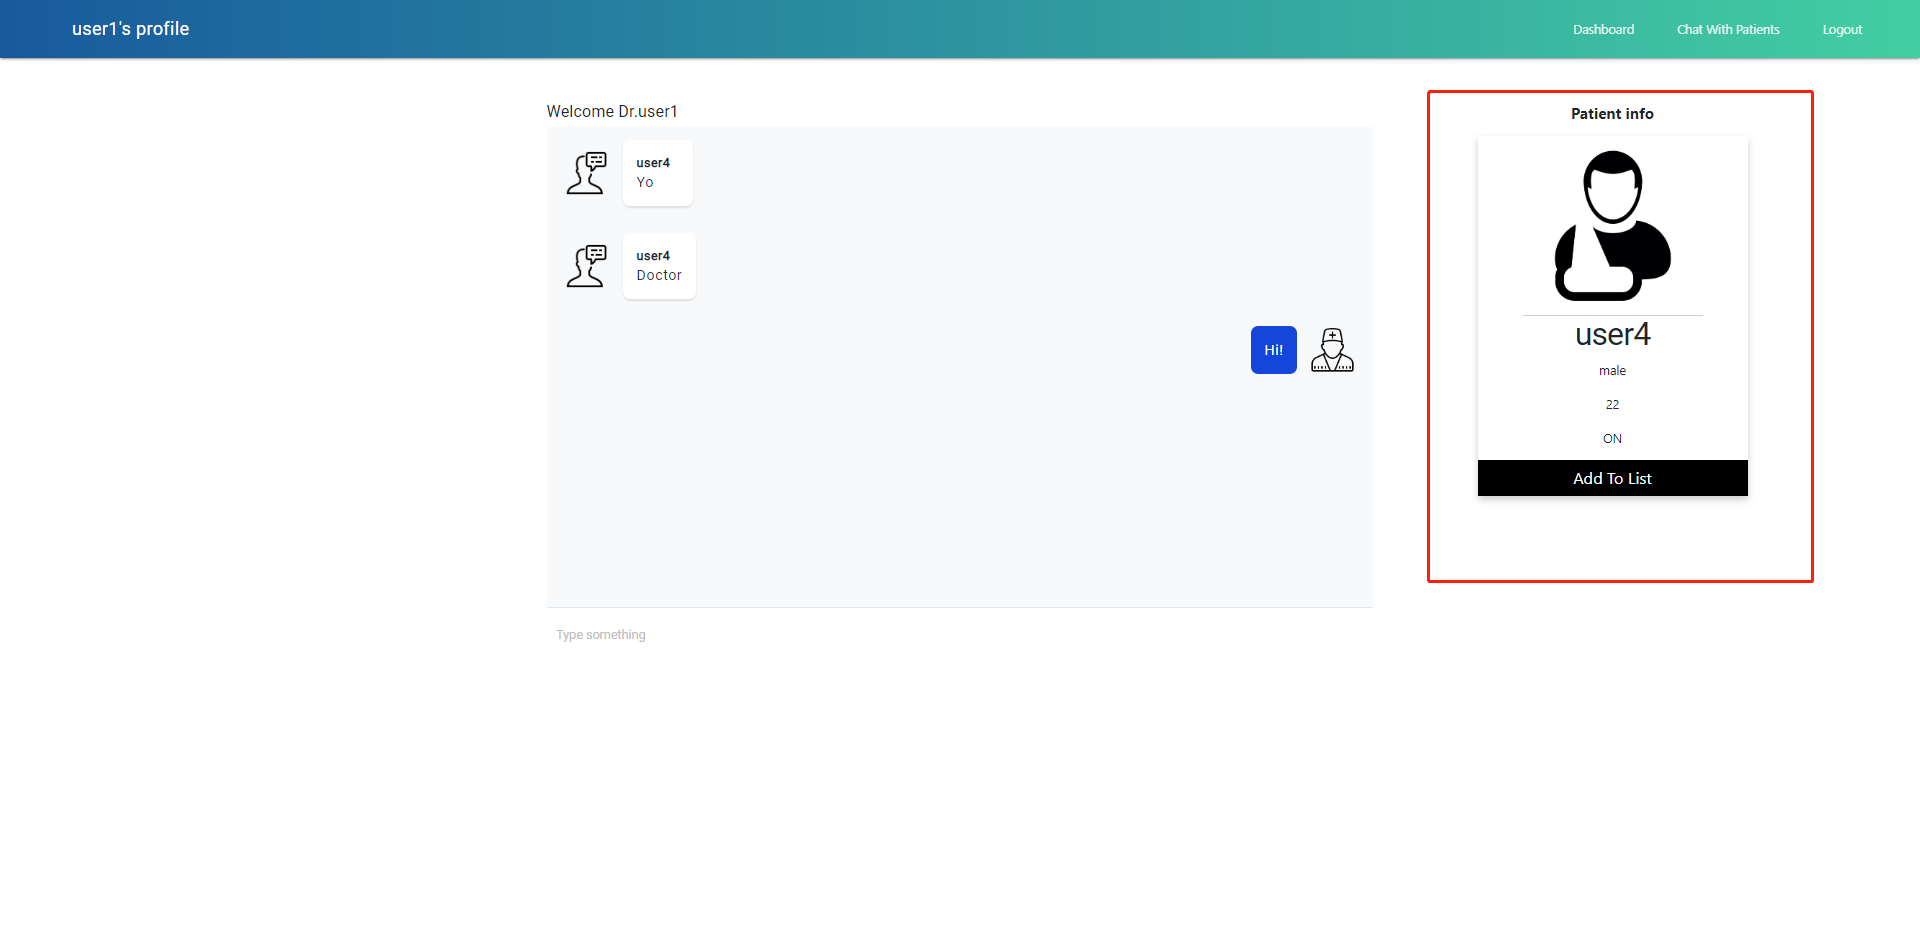 user1's profile
Dashboard
Chat With Patients
Logout
Welcome Dr.user1
user4
Yo
user4
Doctor
Hi!
Type something
Patient info
user4
male
22
ON
Add To List